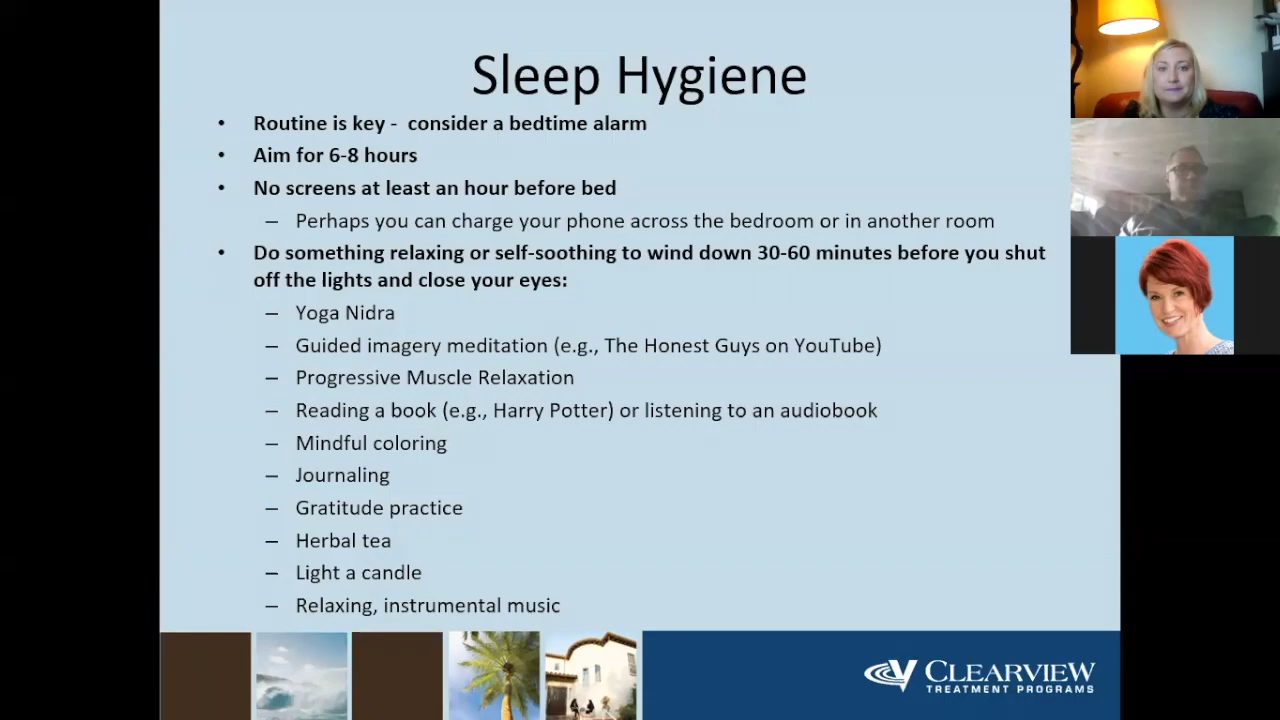 Sleep Hygiene
• Routine is key - consider a bedtime alarm
• Aim for 6-8 hours
• No screens at least an hour before bed
– Perhaps you can charge your phone across the bedroom or in another room
• Do something relaxing or self-soothing to wind down 30-60 minutes before you shut
off the lights and close your eyes:
– Yoga Nidra
– Guided imagery meditation (e.g., The Honest Guys on YouTube)
– Progressive Muscle Relaxation
– Reading a book (e.g., Harry Potter) or listening to an audiobook
– Mindful coloring
– Journaling
– Gratitude practice
– Herbal tea
– Light a candle
– Relaxing, instrumental music
CLEARVIEW
TREATMENT PROGRAMS